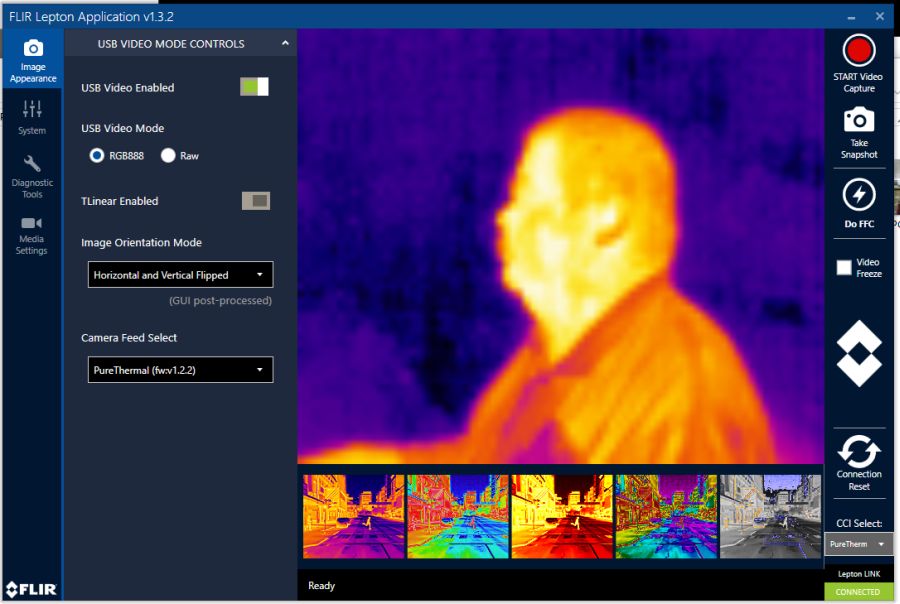 FLIR Lepton Application v1.3.2
Image
Appearance
System
Diagnostic
Tools
Media
Settings
FLIR
USB VIDEO MODE CONTROLS
USB Video Enabled
USB Video Mode
RGB888 Raw
TLinear Enabled
Image Orientation Mode
Horizontal and Vertical Flipped
(GUI post-processed)
Camera Feed Select
PureThermal (fw:v1.2.2)
Ready
START Video
Capture
Take
Snapshot
Do FFC
Video
Freeze
Connection
Reset
CCI Select:
PureTherm
Lepton LINK
CONNECTED